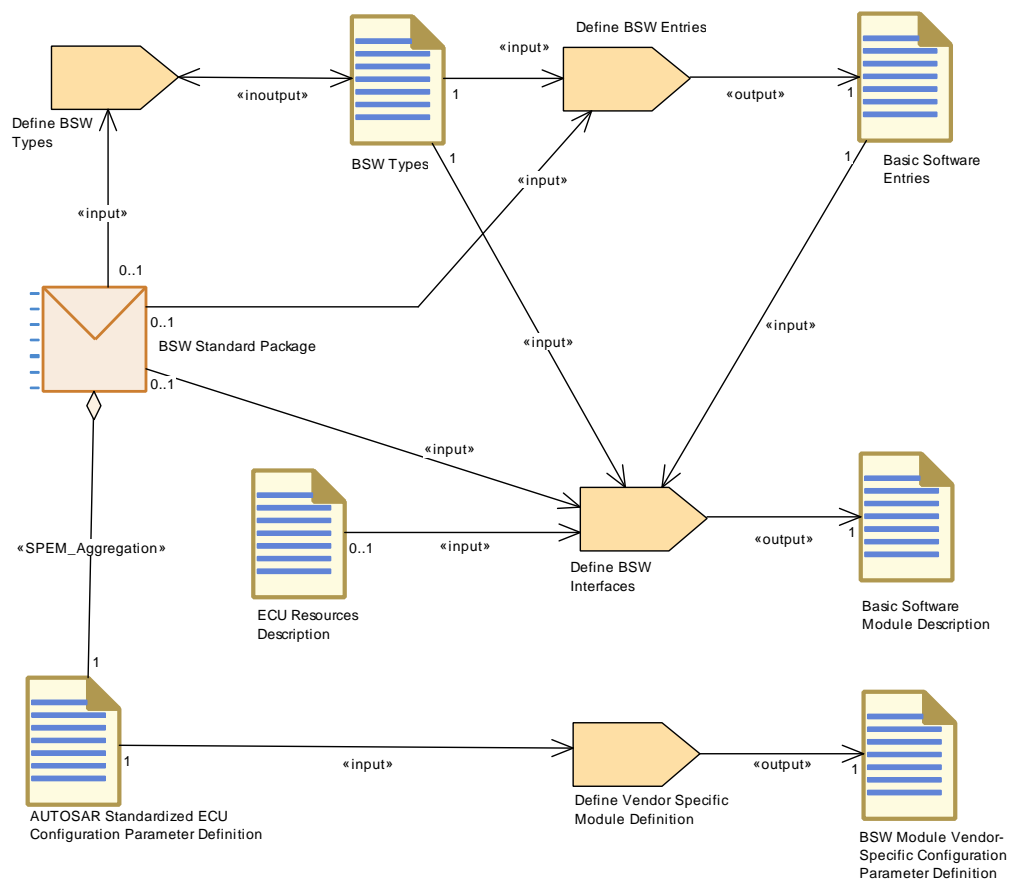 Define BSW Entries
«input»
«inoutput»
1
«output»
1
Define BSW
Types
BSW Types
1
1
Basic Software
Entries
«input»
«input»
0..1
0..1
BSW Standard Package
0..1
«input»
«input»
«input»
«SPEM_Aggregation»
0..1
«input»
«output»
1
Define BSW
Interfaces
ECU Resources
Description
Basic Software
Module Description
1
1
«input»
«output»
1
Define Vendor Specific
Module Definition
AUTOSAR Standardized ECU
Configuration Parameter Definition
BSW Module Vendor-
Specific Configuration
Parameter Definition